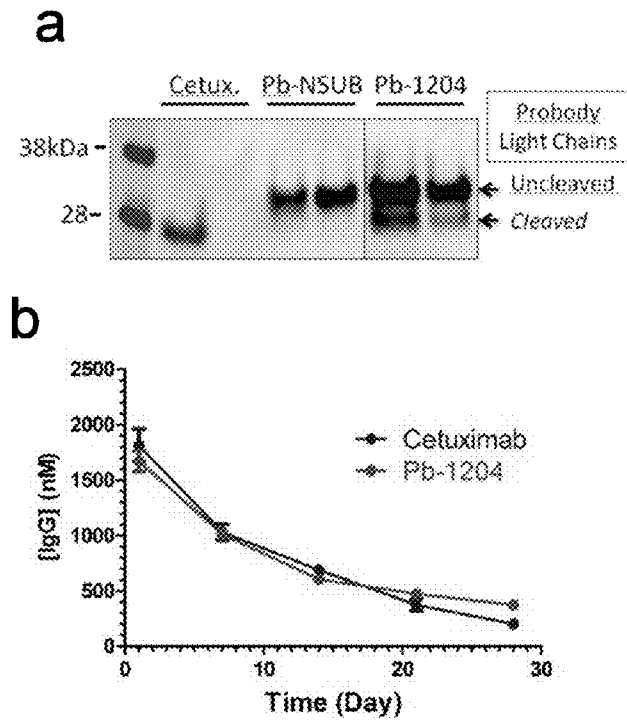 a
Cetux. Pb-NSUB Pb-1204
Probody
Light Chains
38kDa
Uncleaved
28
Cleaved
b
2500
2000
1500
1000
500
0
[IgG] (nM)
Cetuximab
Pb-1204
0 10 20 30
Time (Day)